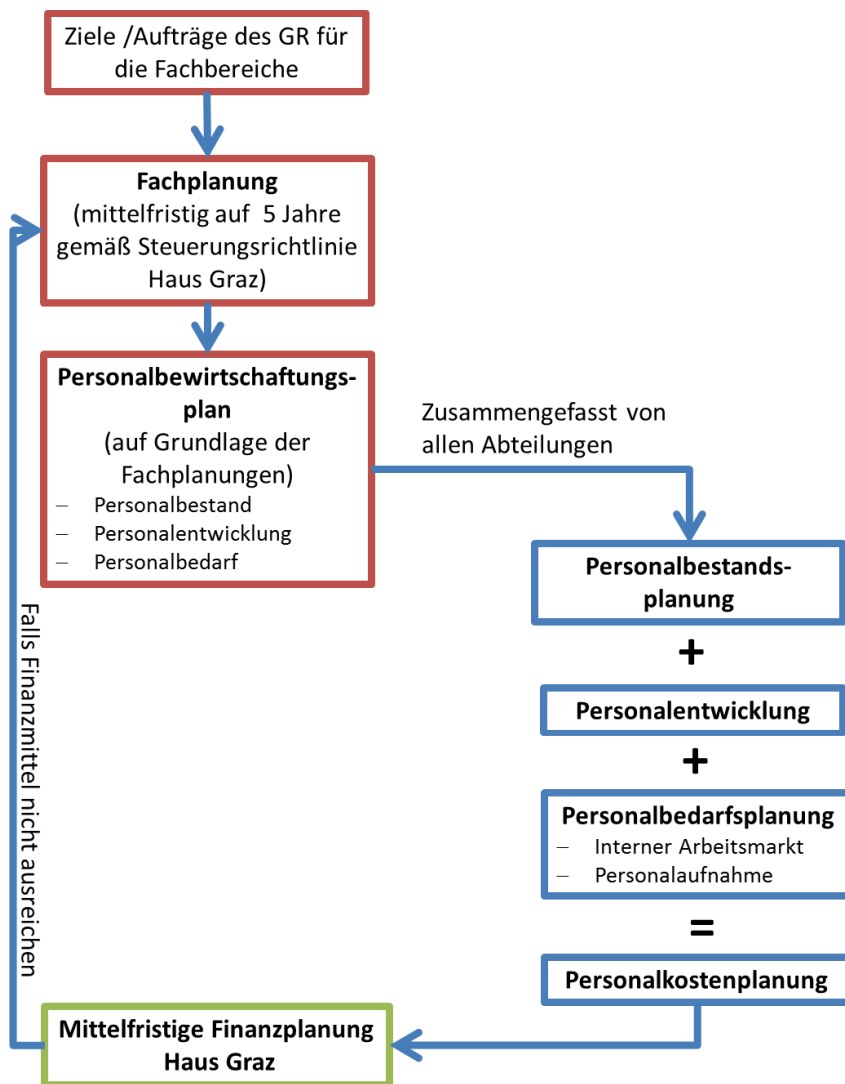 Ziele /Aufträge des GR für
die Fachbereiche
Fachplanung
(mittelfristig auf 5 Jahre
gemäß Steuerungsrichtlinie
Haus Graz)
Personalbewirtschaftungs-
plan
(auf Grundlage der
Fachplanungen)
– Personalbestand
– Personalentwicklung
– Personalbedarf
Zusammengefasst von
allen Abteilungen
Personalbestands-
planung
+
Personalentwicklung
+
Personalbedarfsplanung
– Interner Arbeitsmarkt
– Personalaufnahme
=
Personalkostenplanung
Mittelfristige Finanzplanung
Haus Graz
Falls Finanzmittel nicht ausreichen